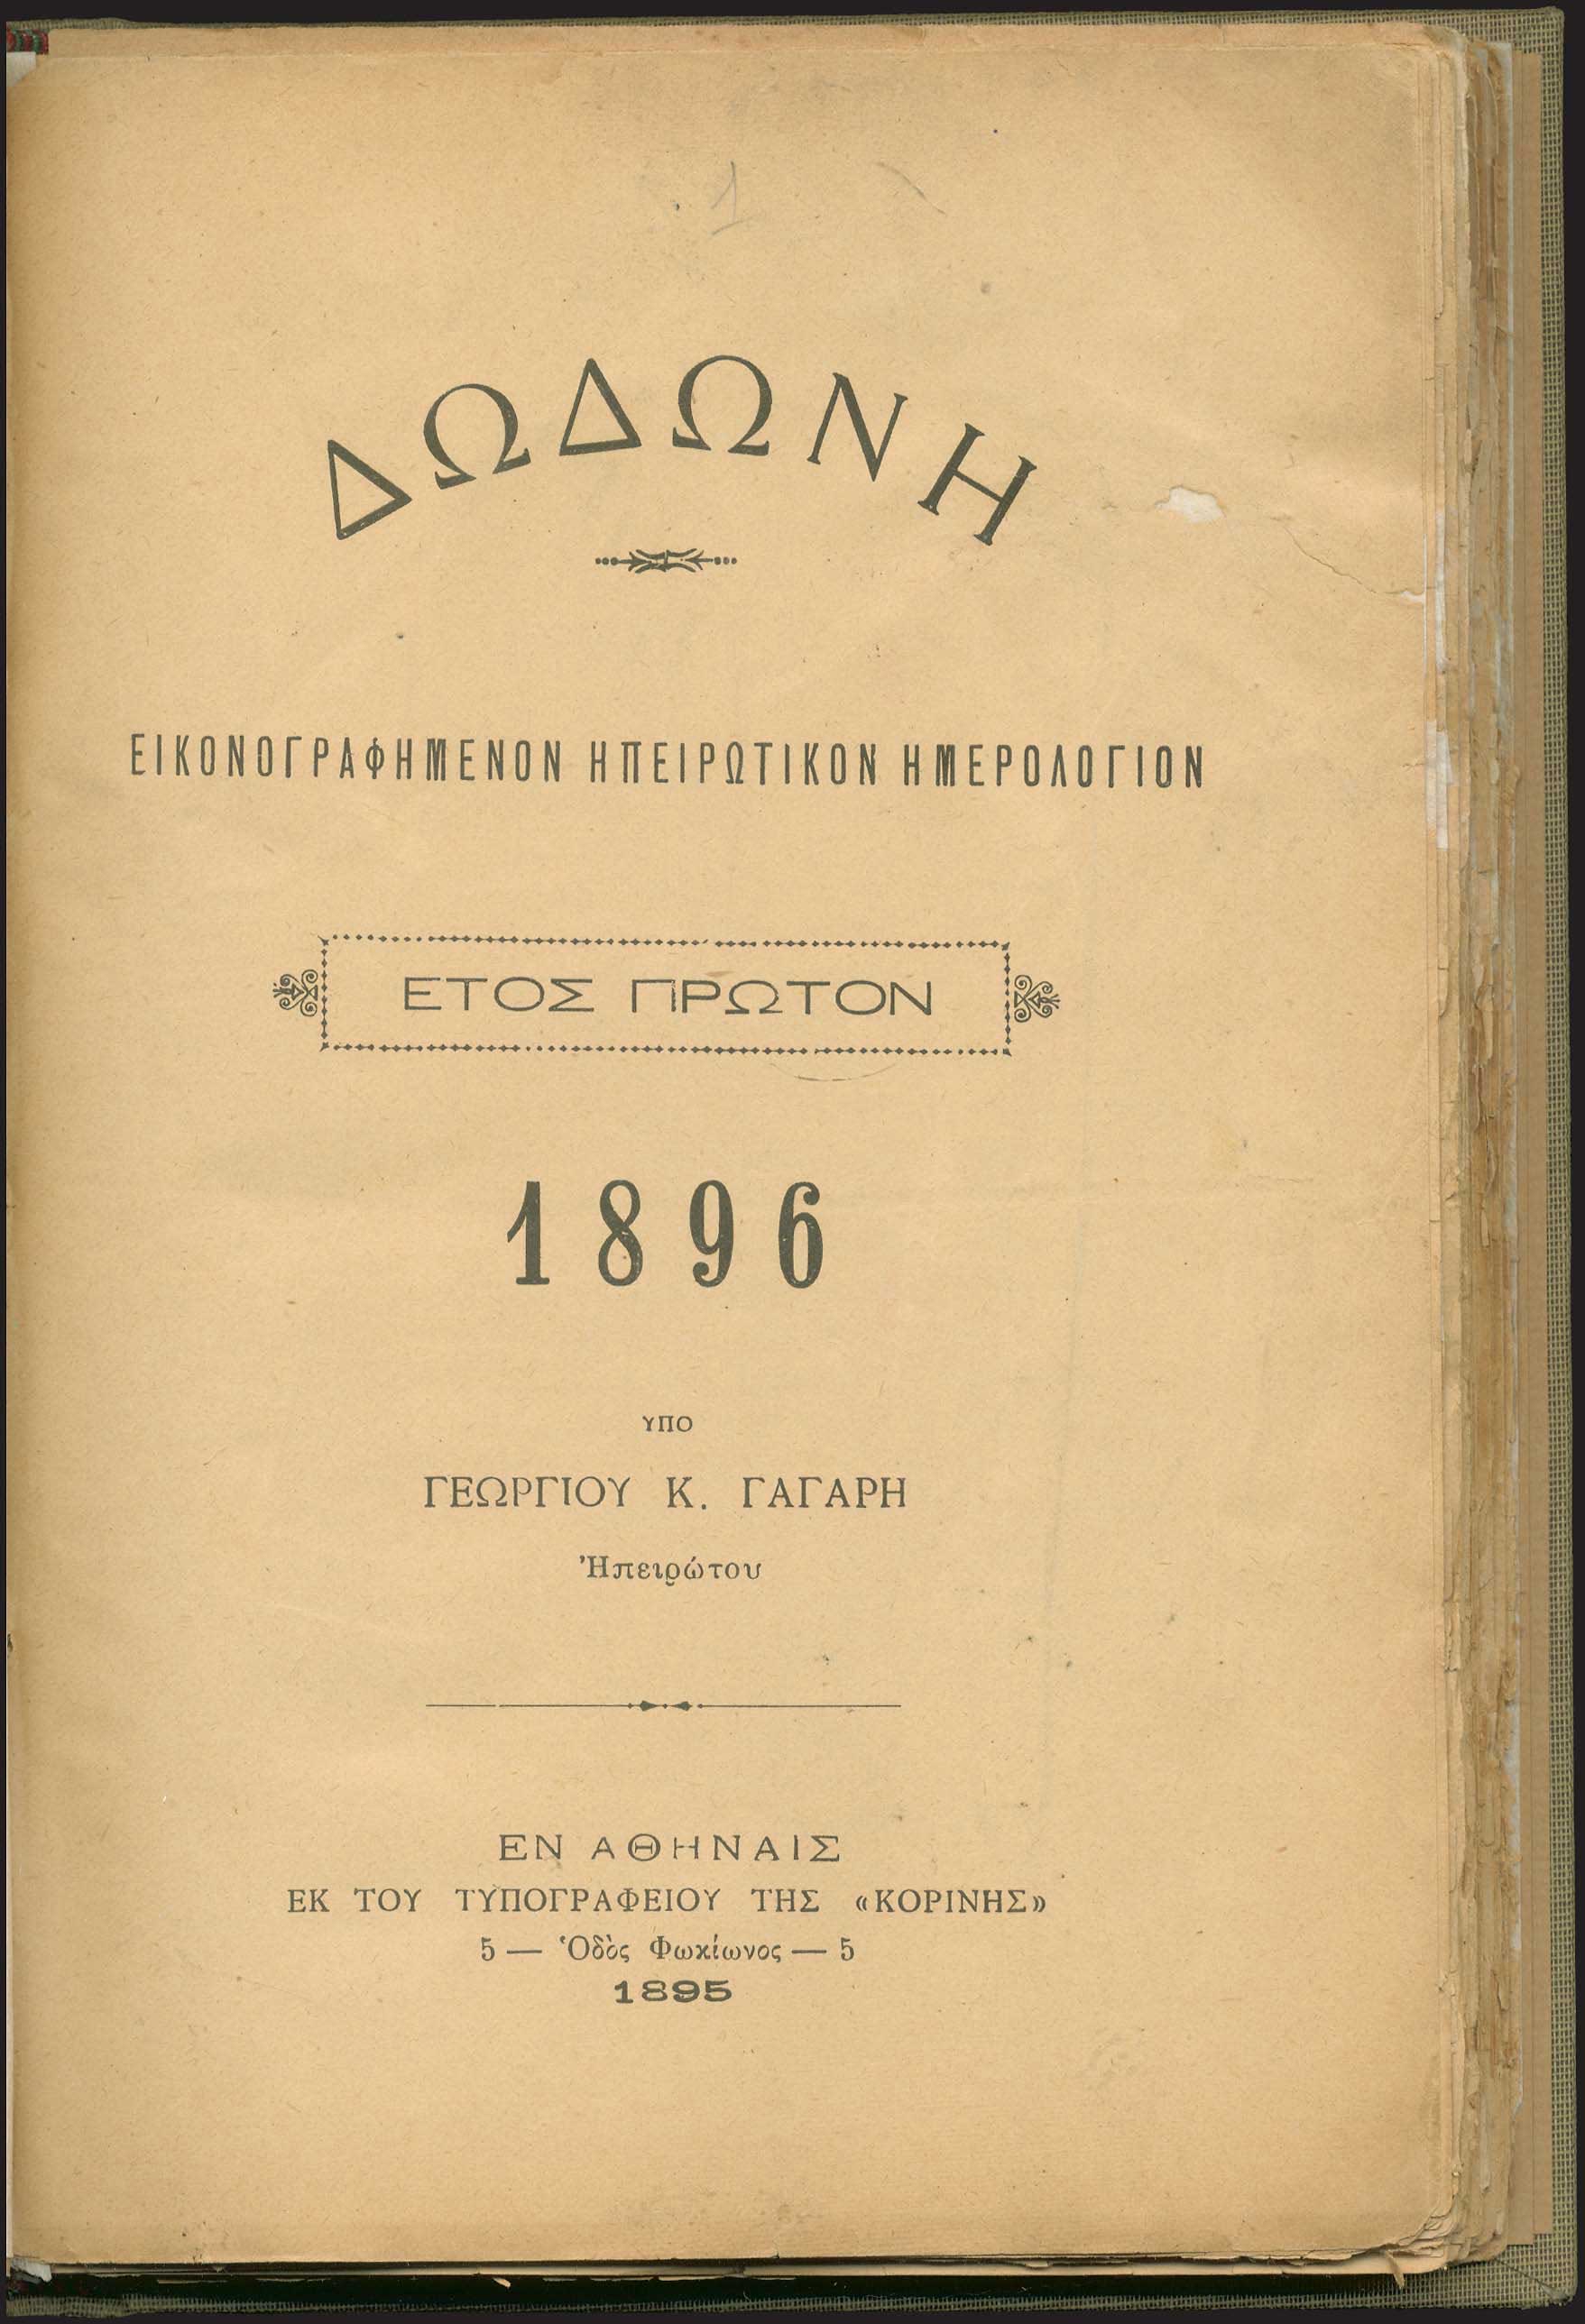 1
ΔΩΔΩΝΗ
ΕΙΚΟΝΟΓΡΑΦΗΜΕΝΟΝ ΗΠΕΙΡΩΤΙΚΟΝ ΗΜΕΡΟΛΟΓΙΟΝ
ΕΤΟΣ ΠΡΩΤΟΝ
1896
ΥΠΟ
ΓΕΩΡΓΙΟΥ Κ. ΓΑΓΑΡΗ
Ἠπειρώτου
ΕΝ ΑΘΗΝΑΙΣ
ΕΚ ΤΟΥ ΤΥΠΟΓΡΑΦΕΙΟΥ ΤΗΣ «ΚΟΡΙΝΗΣ»
5 — Ὁδὸς Φωκίωνος — 5
1895